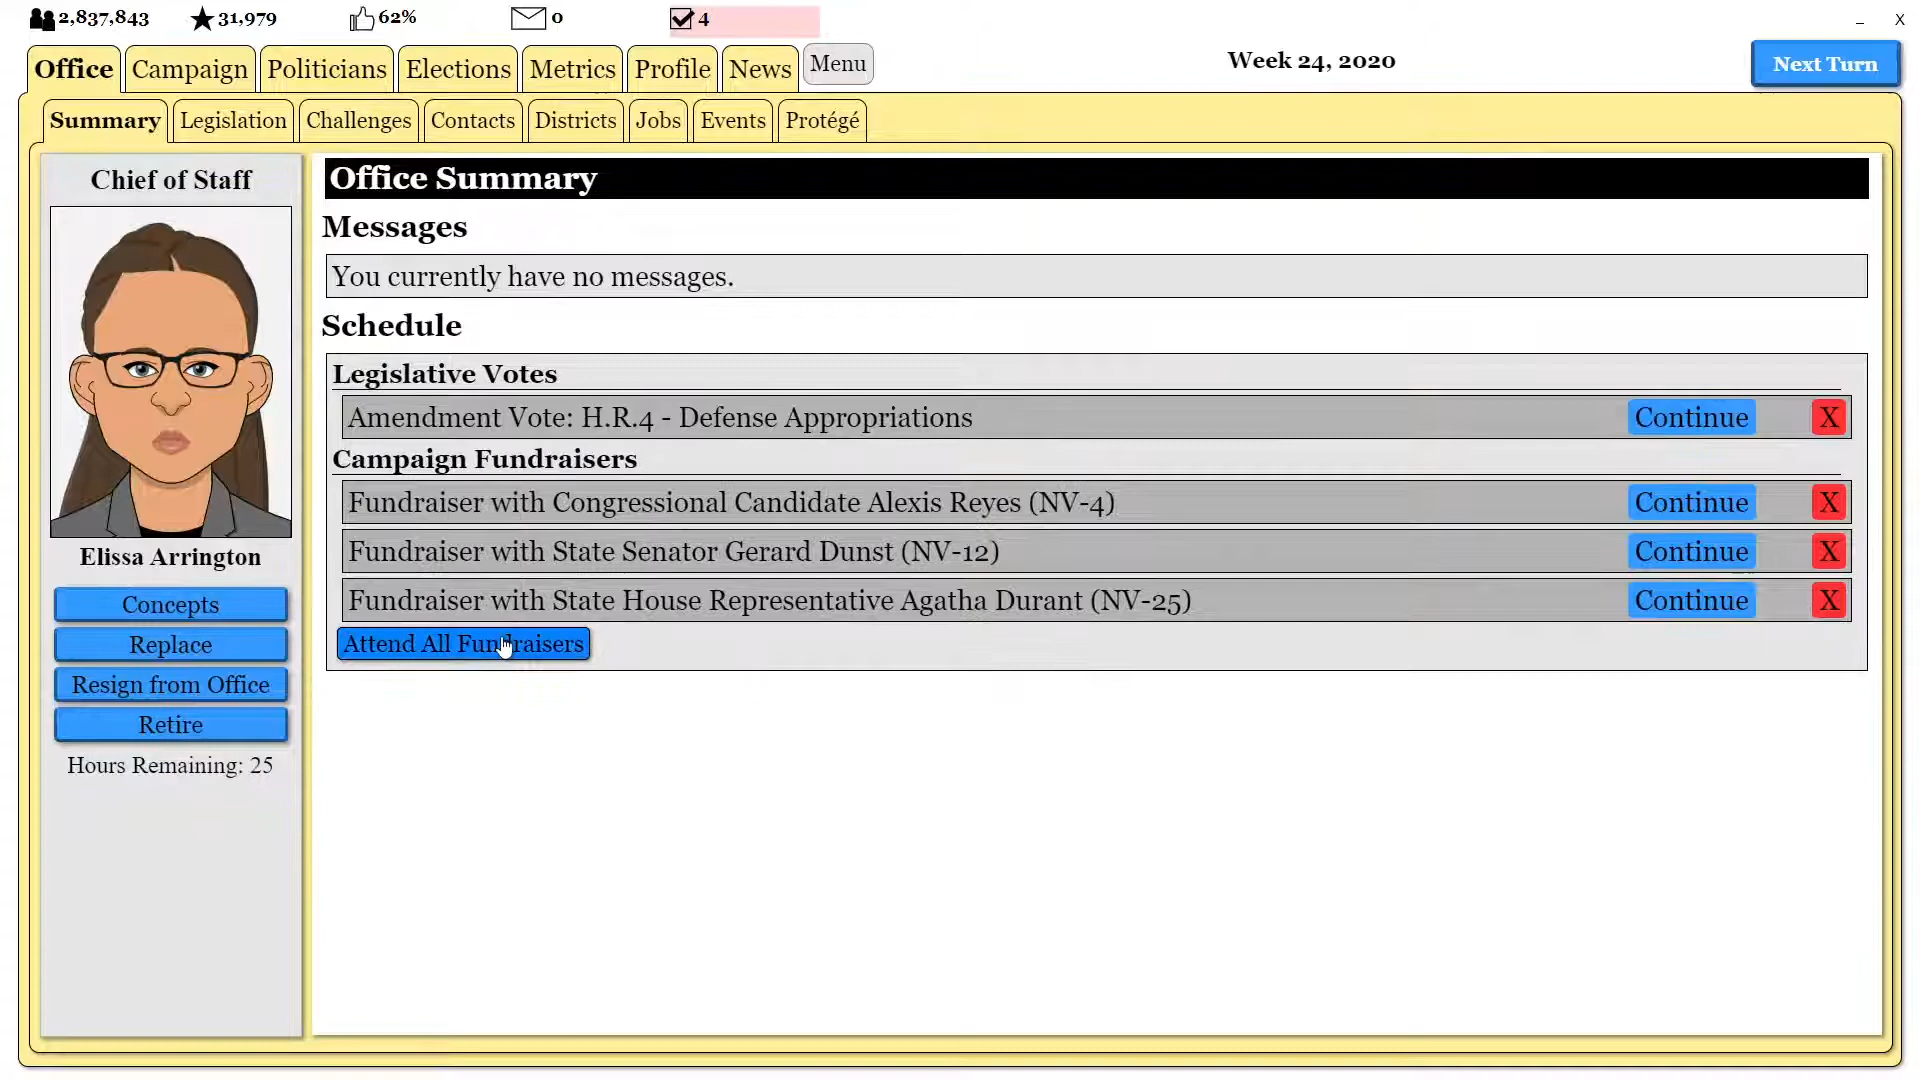 2,837,843 31,979 62% 0 4 _ X
Office Campaign Politicians Elections Metrics Profile News Menu Week 24, 2020 Next Turn
Summary Legislation Challenges Contacts Districts Jobs Events Protégé
Chief of Staff
Elissa Arrington
Concepts
Replace
Resign from Office
Retire
Hours Remaining: 25
Office Summary
Messages
You currently have no messages.
Schedule
Legislative Votes
Amendment Vote: H.R.4 - Defense Appropriations Continue X
Campaign Fundraisers
Fundraiser with Congressional Candidate Alexis Reyes (NV-4) Continue X
Fundraiser with State Senator Gerard Dunst (NV-12) Continue X
Fundraiser with State House Representative Agatha Durant (NV-25) Continue X
Attend All Fundraisers